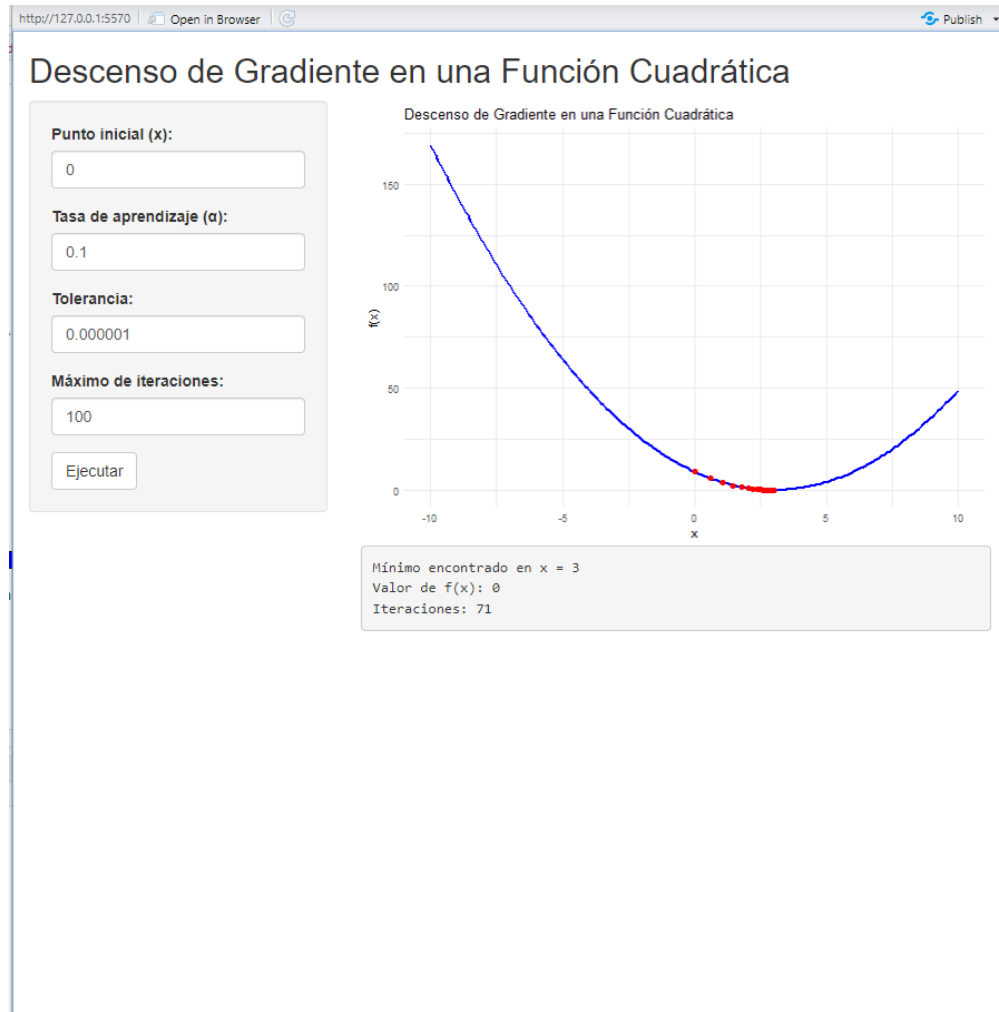 http://127.0.0.1:5570 Open in Browser Publish
Descenso de Gradiente en una Función Cuadrática
Punto inicial (x):
0
Tasa de aprendizaje (α):
0.1
Tolerancia:
0.000001
Máximo de iteraciones:
100
Ejecutar
Descenso de Gradiente en una Función Cuadrática
150
100
50
0
f(x)
-10 -5 0 5 10
x
Mínimo encontrado en x = 3
Valor de f(x): 0
Iteraciones: 71